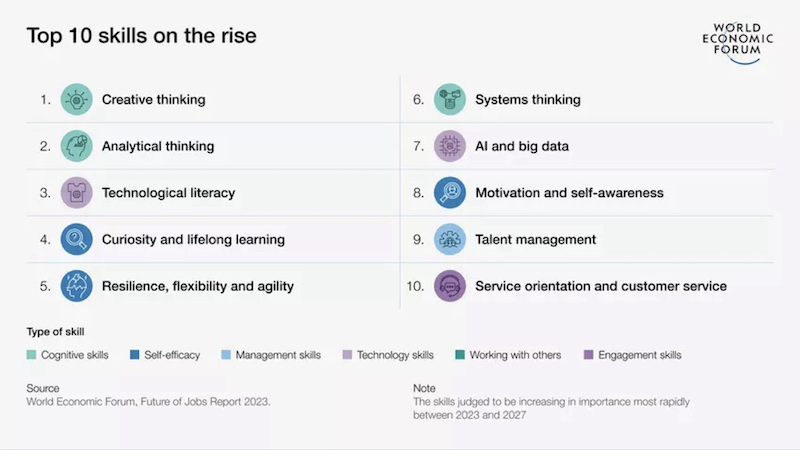 Top 10 skills on the rise
WORLD
ECONOMIC
FORUM
1. Creative thinking
2. Analytical thinking
3. Technological literacy
4. Curiosity and lifelong learning
5. Resilience, flexibility and agility
6. Systems thinking
7. AI and big data
8. Motivation and self-awareness
9. Talent management
10. Service orientation and customer service
Type of skill
Cognitive skills
Self-efficacy
Management skills
Technology skills
Working with others
Engagement skills
Source
World Economic Forum, Future of Jobs Report 2023.
Note
The skills judged to be increasing in importance most rapidly
between 2023 and 2027